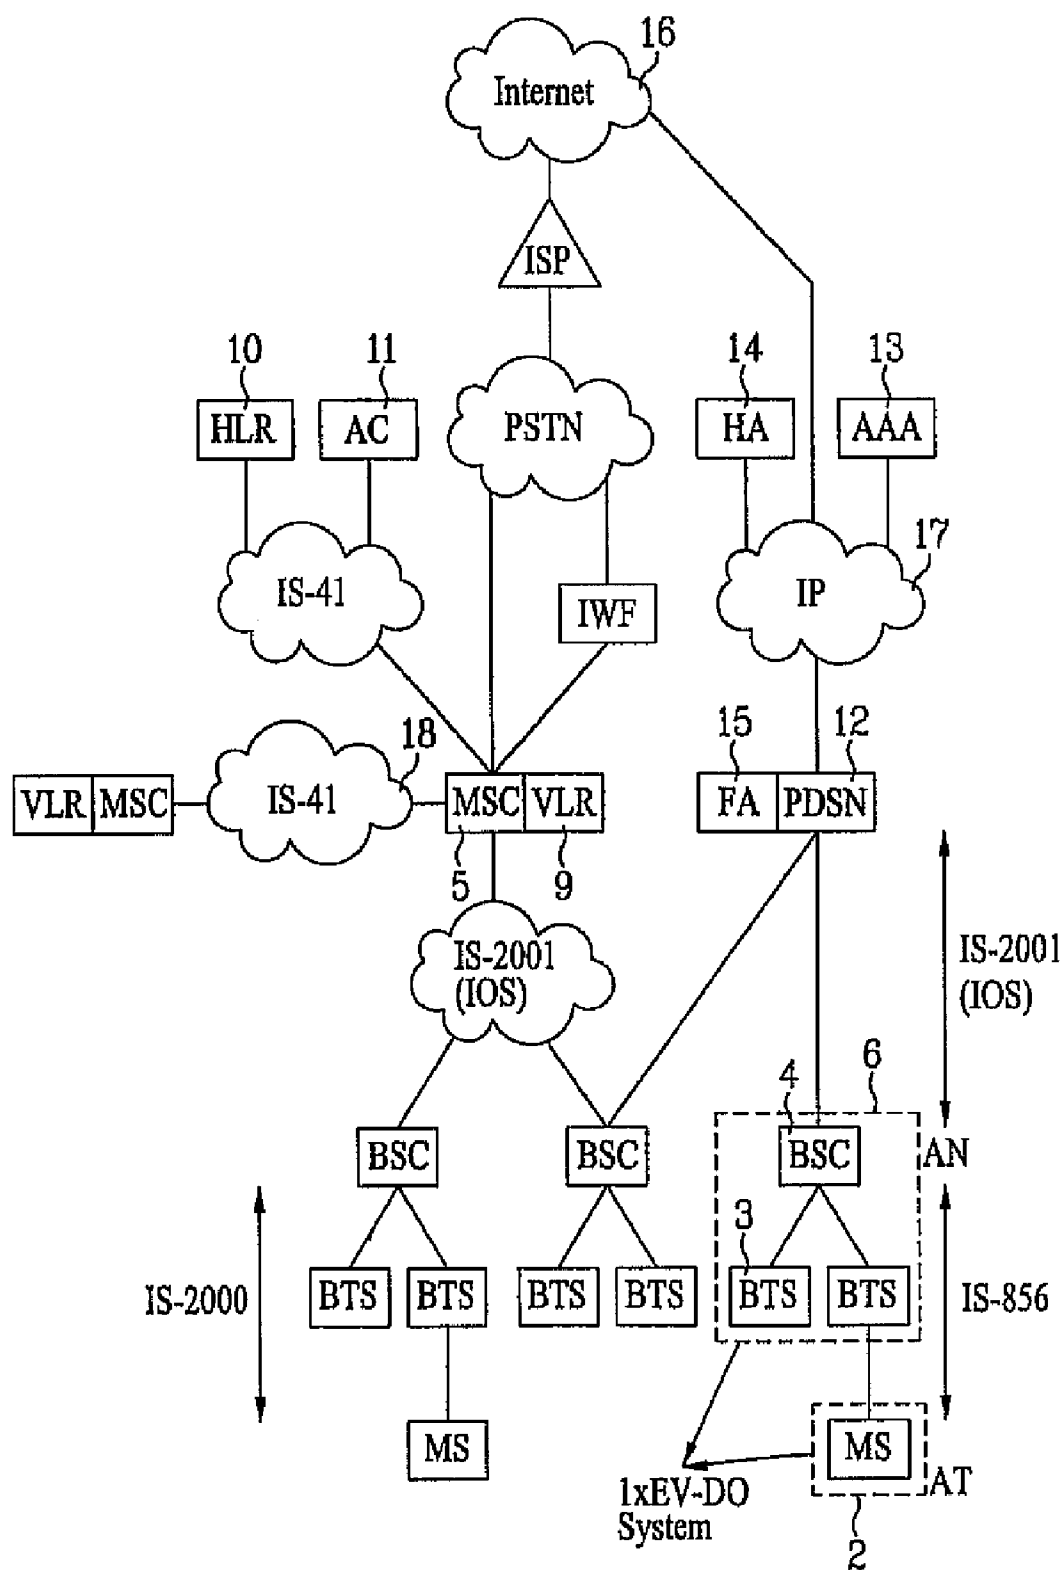 16
Internet
ISP
10
11
14
13
HLR
AC
PSTN
HA
AAA
17
IS-41
IWF
IP
18
15
12
VLR MSC
IS-41
MSC VLR
FA PDSN
5
9
IS-2001
(IOS)
IS-2001
(IOS)
4
6
BSC
BSC
BSC
AN
3
IS-2000
BTS
BTS
BTS
BTS
BTS
BTS
IS-856
MS
MS
1xEV-DO
System
AT
2